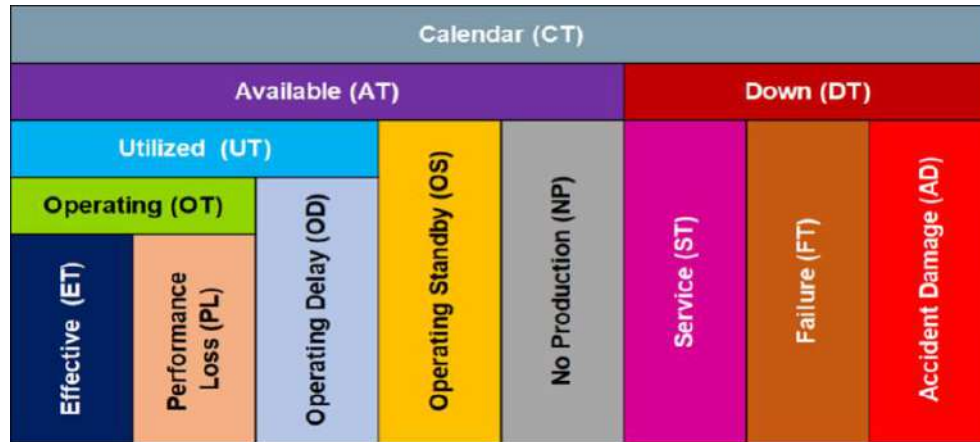 Calendar (CT)
Available (AT)
Down (DT)
Utilized (UT)
Operating (OT)
Effective (ET)
Performance
Loss (PL)
Operating Delay (OD)
Operating Standby (OS)
No Production (NP)
Service (ST)
Failure (FT)
Accident Damage (AD)